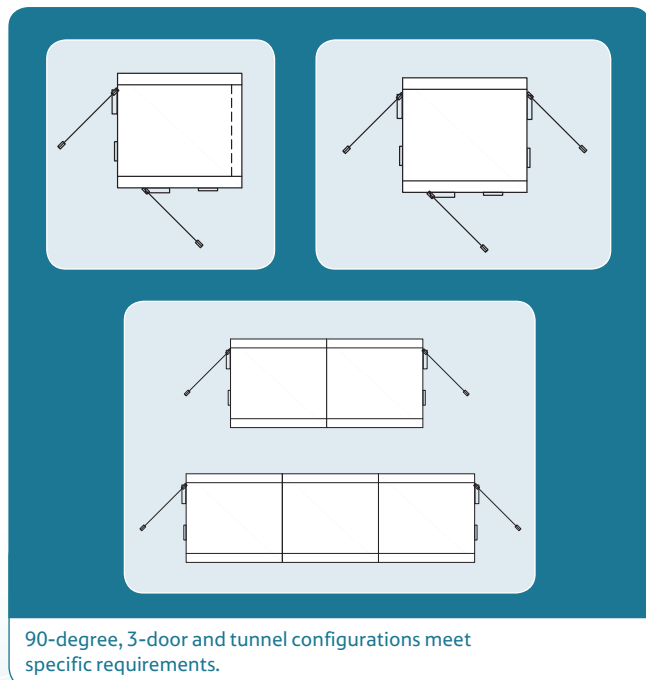 90-degree, 3-door and tunnel configurations meet
specific requirements.